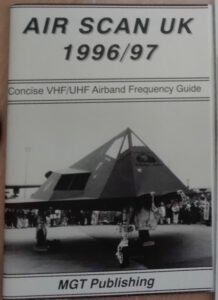 AIR SCAN UK
1996/97
Concise VHF/UHF Airband Frequency Guide
MGT Publishing